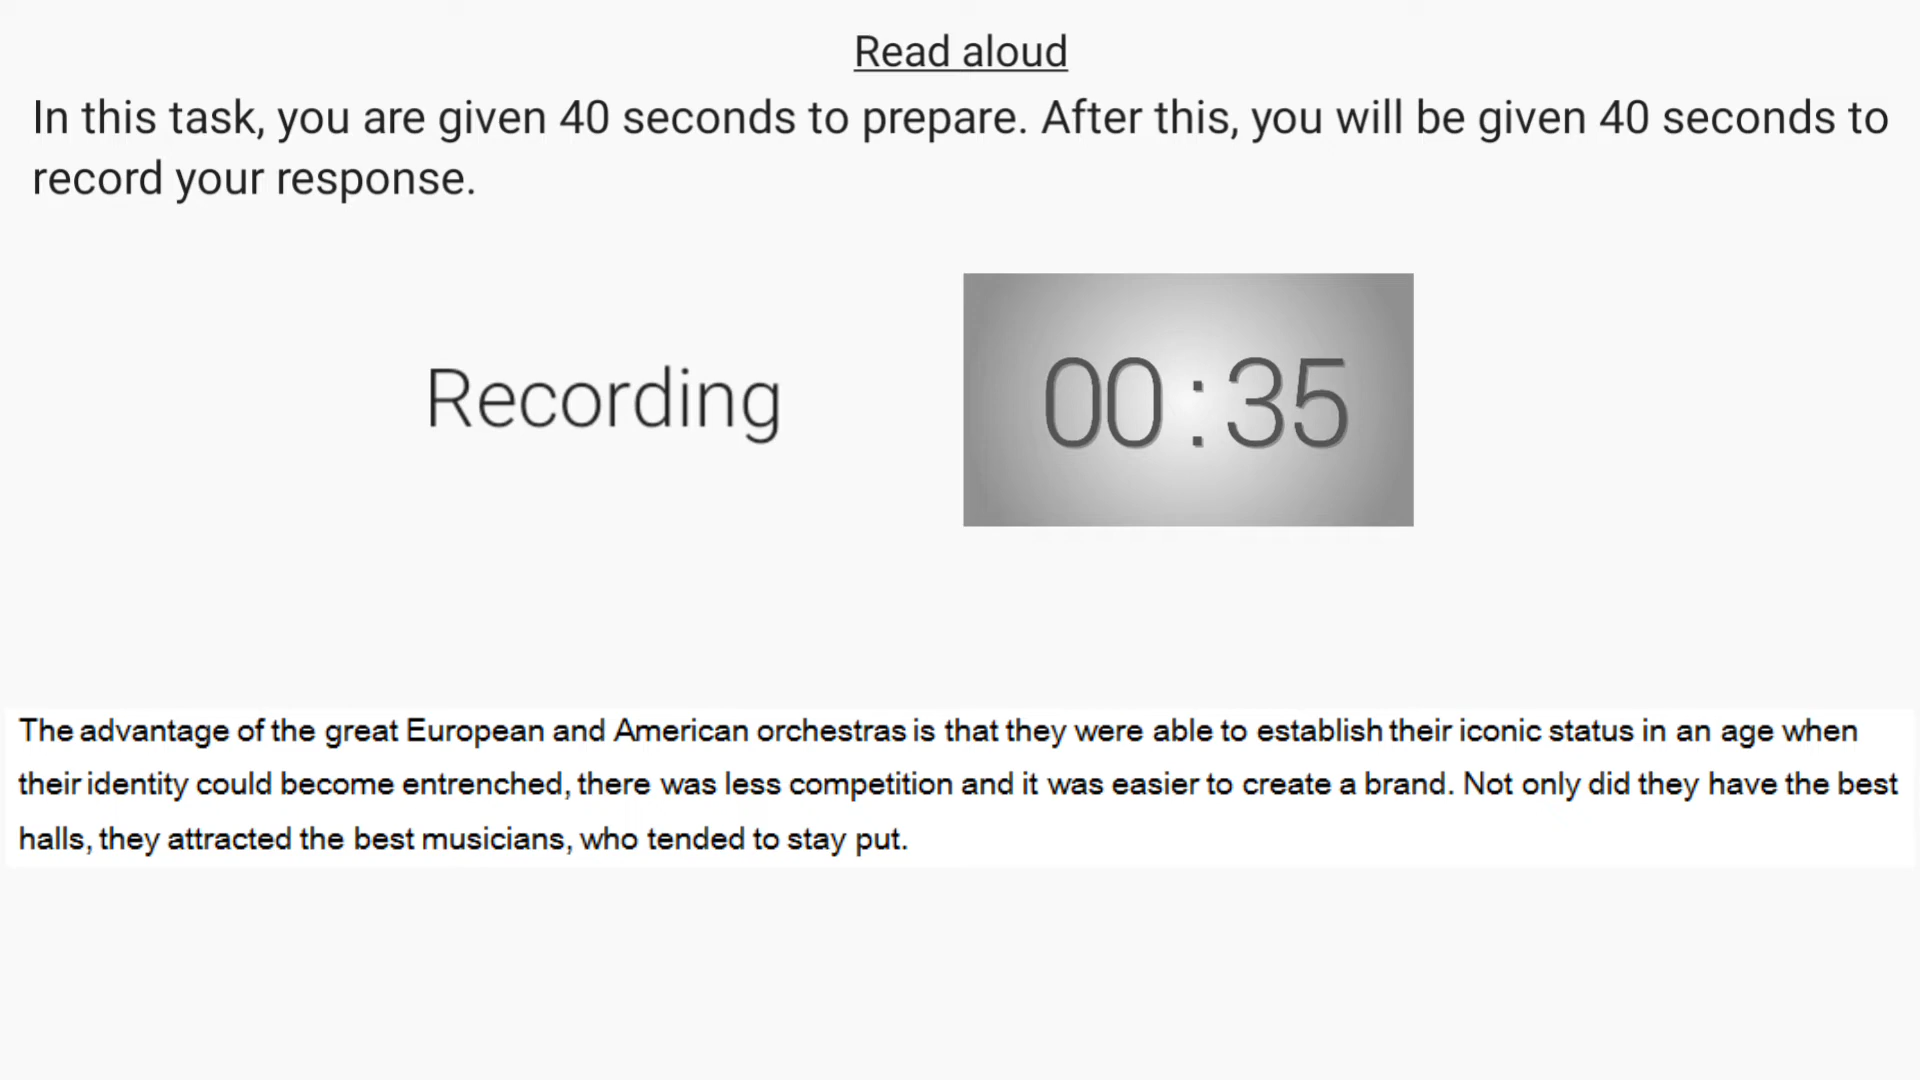 Read aloud
In this task, you are given 40 seconds to prepare. After this, you will be given 40 seconds to
record your response.
Recording
00:35
The advantage of the great European and American orchestras is that they were able to establish their iconic status in an age when
their identity could become entrenched, there was less competition and it was easier to create a brand. Not only did they have the best
halls, they attracted the best musicians, who tended to stay put.